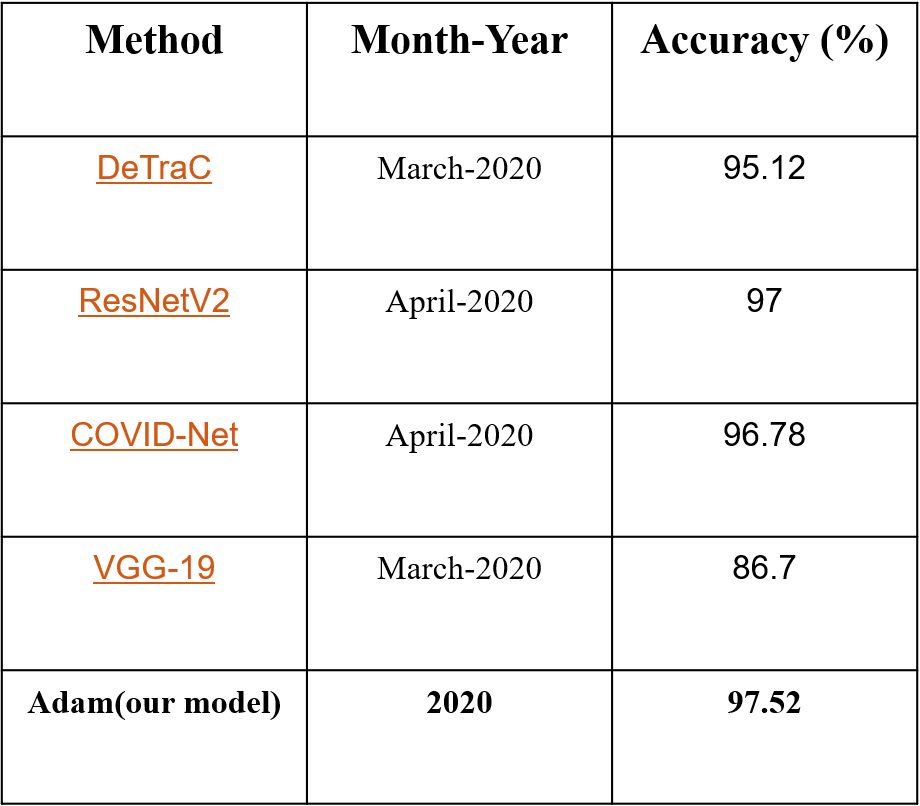 Method Month-Year Accuracy (%)
DeTraC March-2020 95.12
ResNetV2 April-2020 97
COVID-Net April-2020 96.78
VGG-19 March-2020 86.7
Adam(our model) 2020 97.52